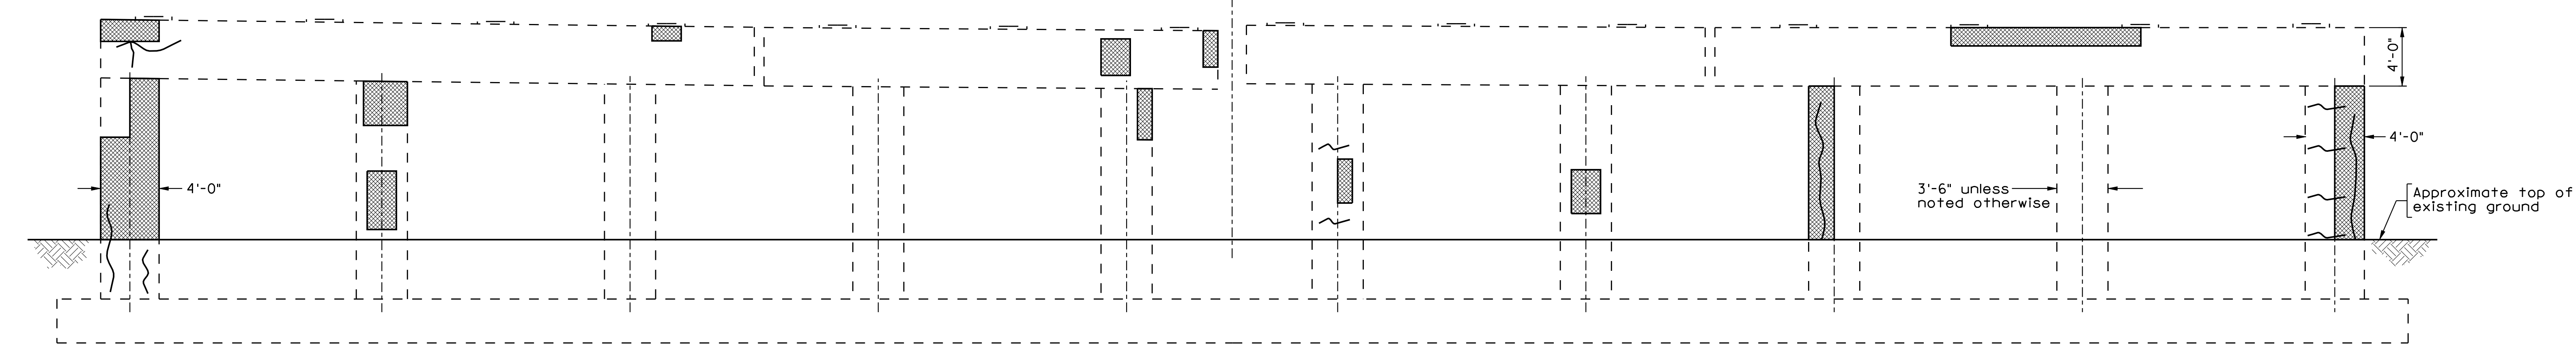 4'-0"
4'-0"
3'-6" unless
noted otherwise
4'-0"
Approximate top of
existing ground